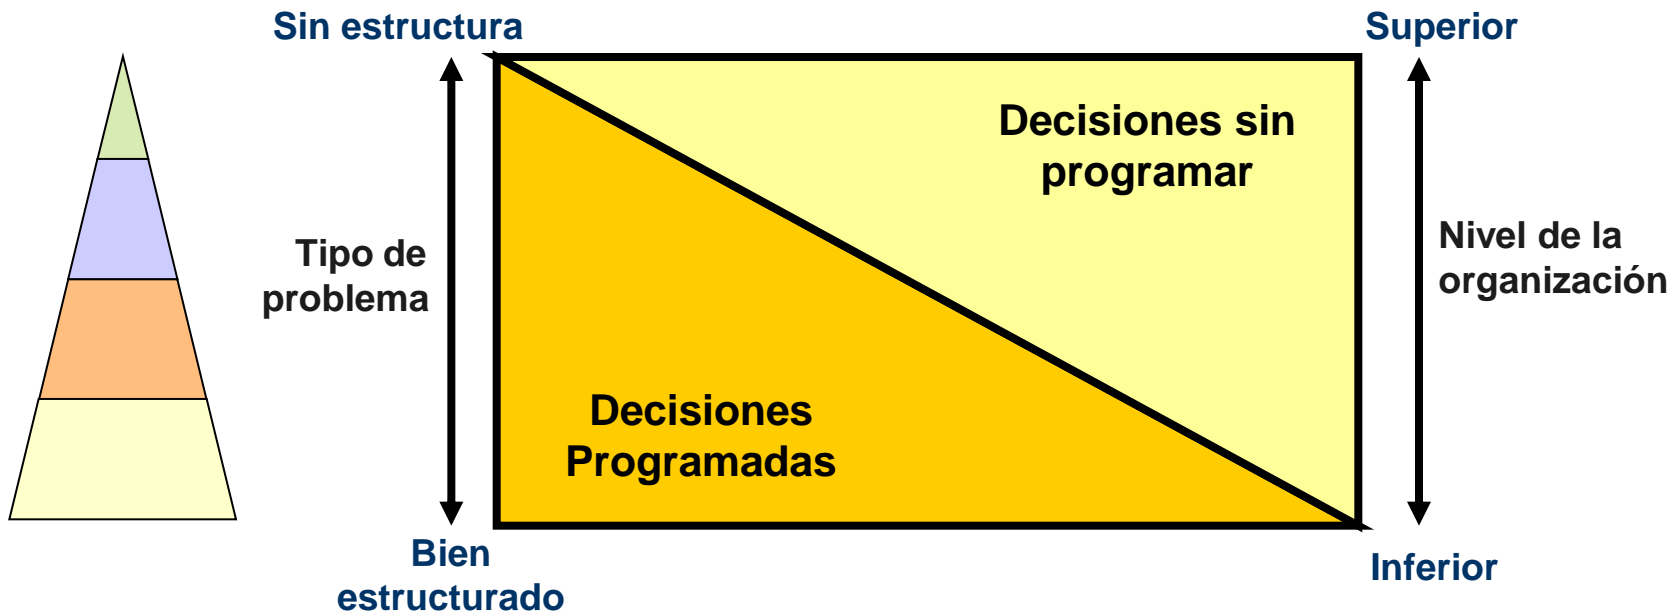 Sin estructura
Superior
Decisiones sin
programar
Tipo de
problema
Nivel de la
organización
Decisiones
Programadas
Bien
estructurado
Inferior